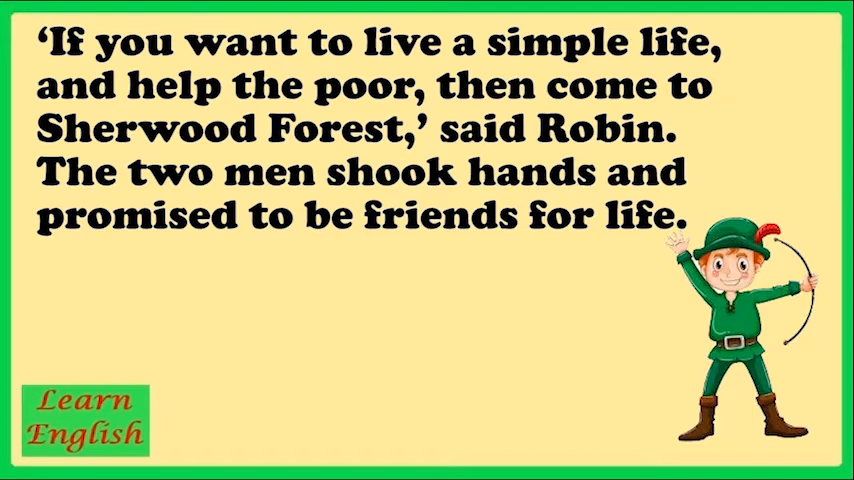 ‘If you want to live a simple life,
and help the poor, then come to
Sherwood Forest,’ said Robin.
The two men shook hands and
promised to be friends for life.
Learn
English